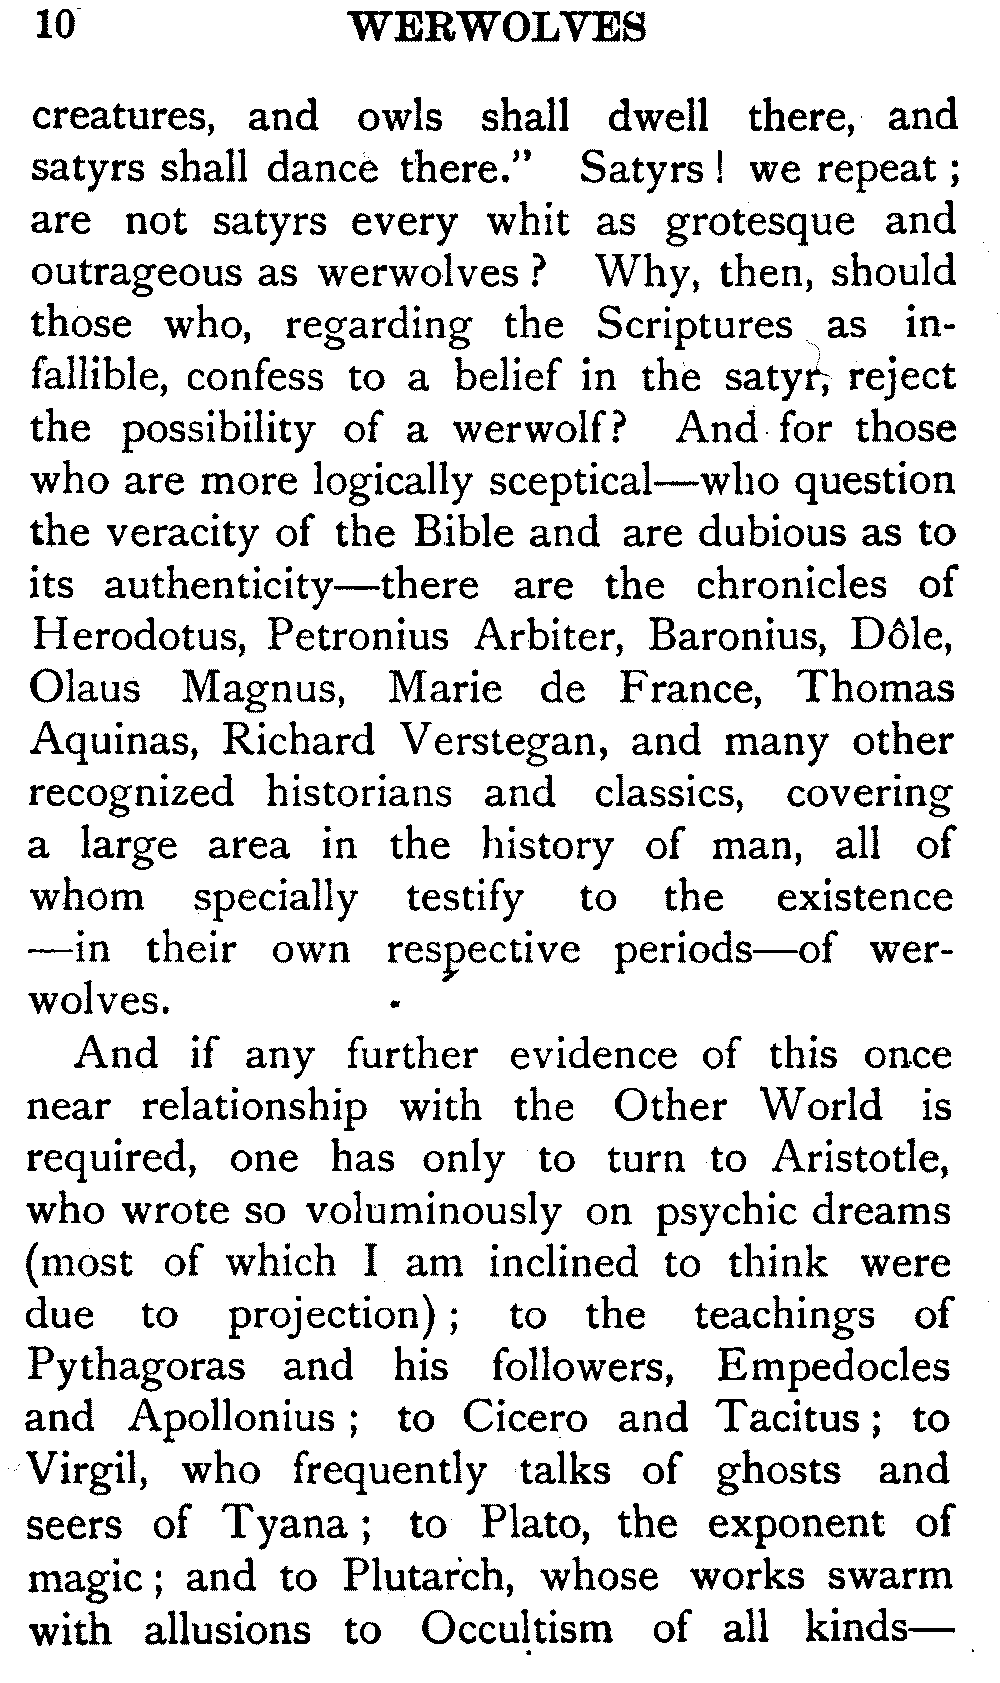 10 WERWOLVES
creatures, and owls shall dwell there, and
satyrs shall dance there." Satyrs! we repeat;
are not satyrs every whit as grotesque and
outrageous as werwolves? Why, then, should
those who, regarding the Scriptures as in-
fallible, confess to a belief in the satyr, reject
the possibility of a werwolf? And for those
who are more logically sceptical—who question
the veracity of the Bible and are dubious as to
its authenticity—there are the chronicles of
Herodotus, Petronius Arbiter, Baronius, Dôle,
Olaus Magnus, Marie de France, Thomas
Aquinas, Richard Verstegan, and many other
recognized historians and classics, covering
a large area in the history of man, all of
whom specially testify to the existence
—in their own respective periods—of wer-
wolves.
And if any further evidence of this once
near relationship with the Other World is
required, one has only to turn to Aristotle,
who wrote so voluminously on psychic dreams
(most of which I am inclined to think were
due to projection); to the teachings of
Pythagoras and his followers, Empedocles
and Apollonius; to Cicero and Tacitus; to
Virgil, who frequently talks of ghosts and
seers of Tyana; to Plato, the exponent of
magic; and to Plutarch, whose works swarm
with allusions to Occultism of all kinds—